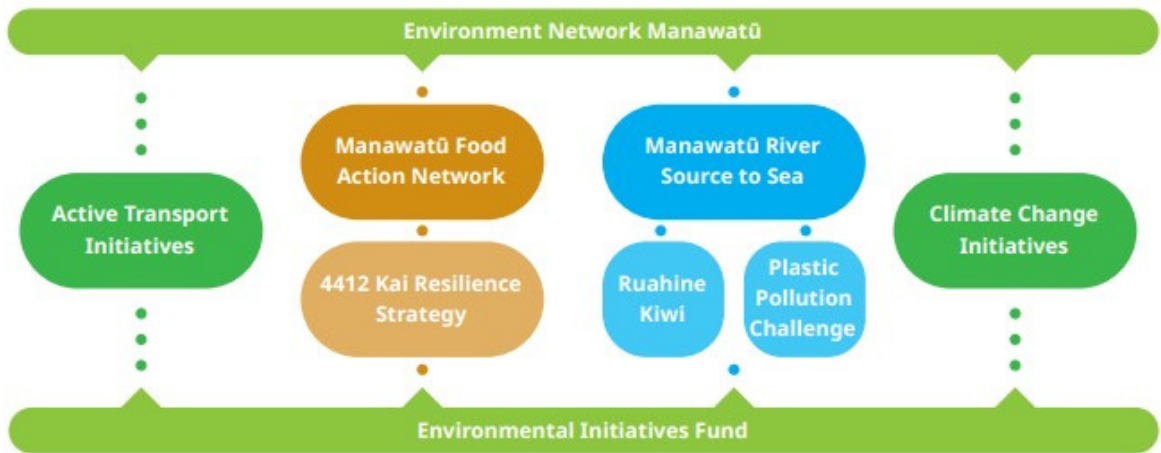 Environment Network Manawatū
Active Transport
Initiatives
Manawatū Food
Action Network
4412 Kai Resilience
Strategy
Manawatū River
Source to Sea
Ruahine
Kiwi
Plastic
Pollution
Challenge
Climate Change
Initiatives
Environmental Initiatives Fund